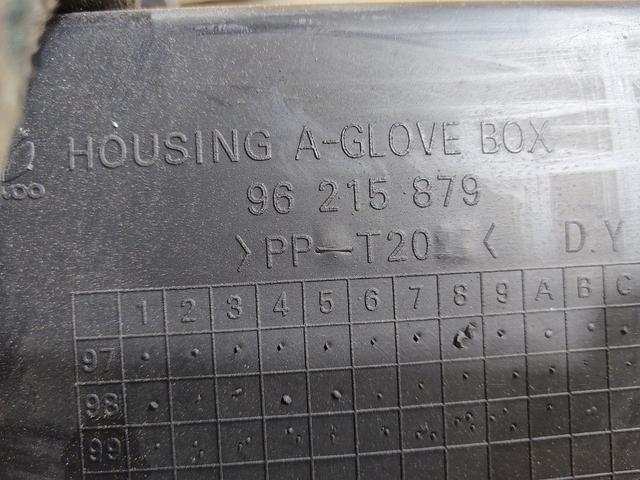 HOUSING A-GLOVE BOX
96 215 879
>PP-T20 < D.Y
1 2 3 4 5 6 7 8 9 A B C
97
98
99